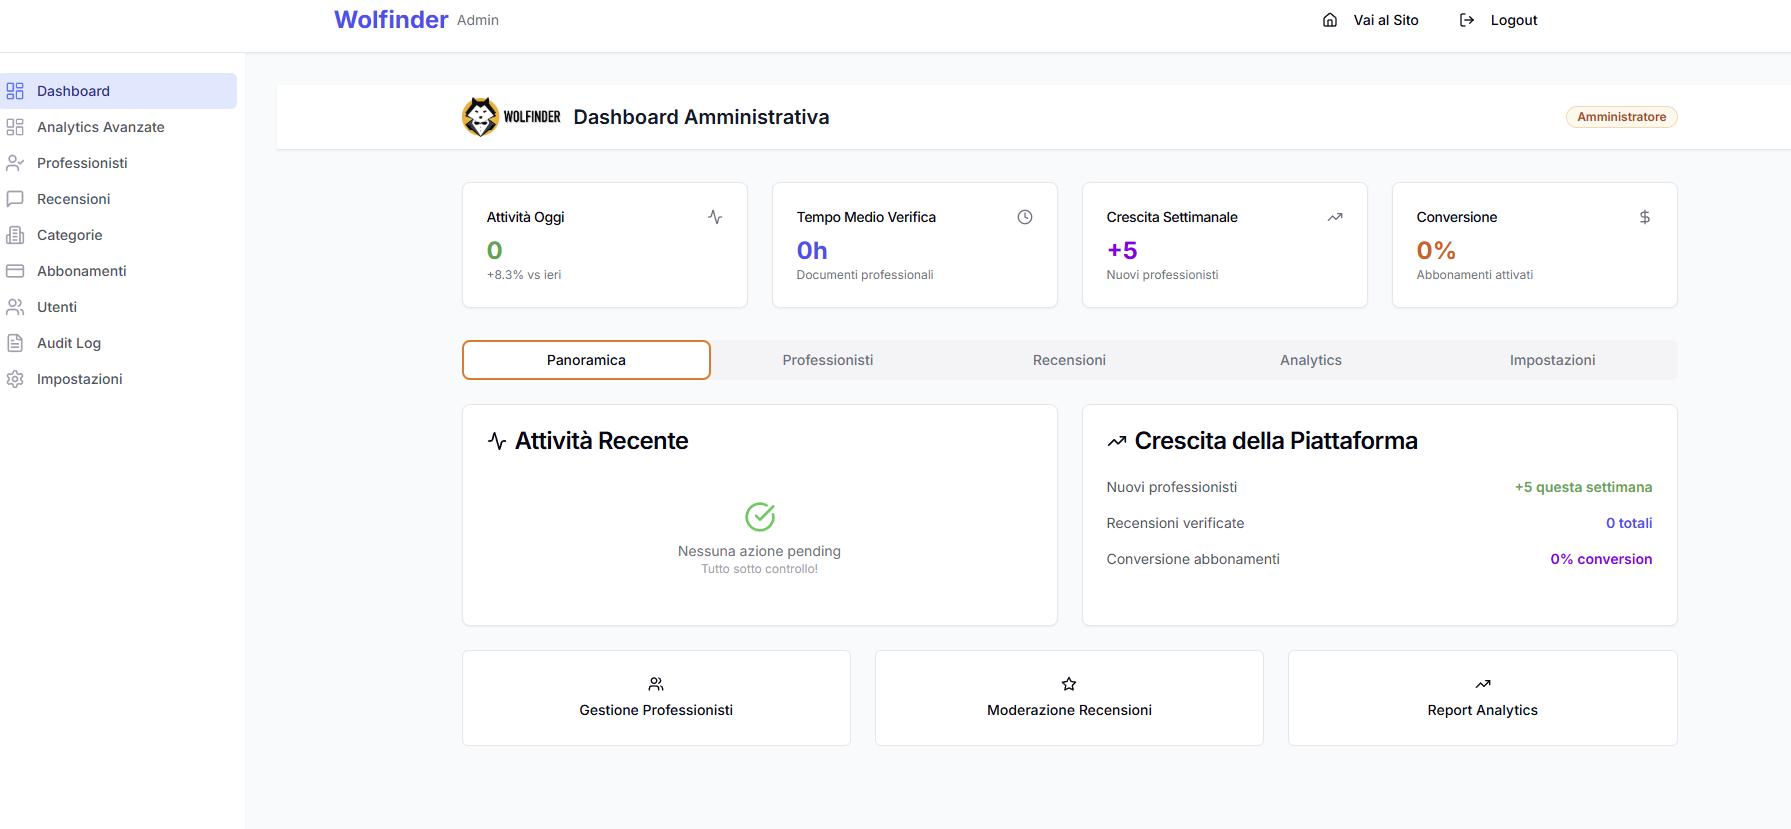 Wolfinder Admin
Vai al Sito
Logout
Dashboard
Analytics Avanzate
Professionisti
Recensioni
Categorie
Abbonamenti
Utenti
Audit Log
Impostazioni
WOLFINDER
Dashboard Amministrativa
Amministratore
Attività Oggi
0
+8.3% vs ieri
Tempo Medio Verifica
0h
Documenti professionali
Crescita Settimanale
+5
Nuovi professionisti
Conversione
0%
Abbonamenti attivati
Panoramica
Professionisti
Recensioni
Analytics
Impostazioni
Attività Recente
Nessuna azione pending
Tutto sotto controllo!
Crescita della Piattaforma
Nuovi professionisti +5 questa settimana
Recensioni verificate 0 totali
Conversione abbonamenti 0% conversion
Gestione Professionisti
Moderazione Recensioni
Report Analytics